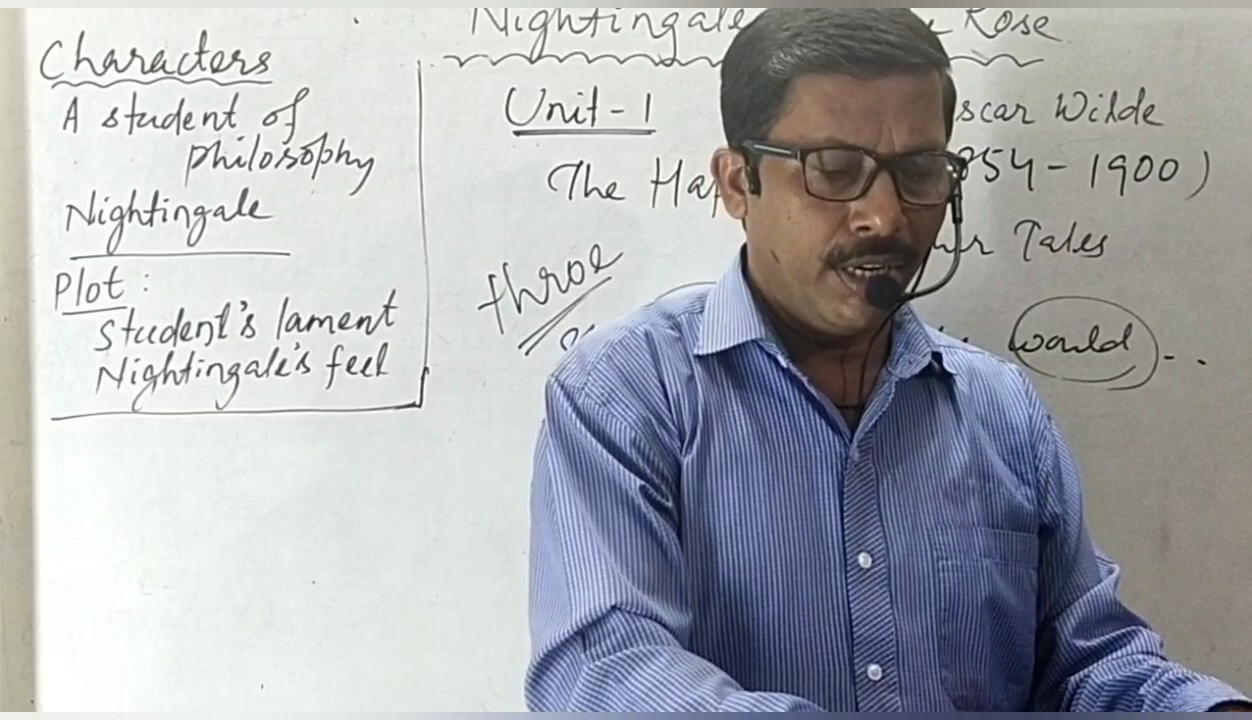 Characters
A student of
philosophy
Nightingale
Plot :
Student's lament
Nightingale's feel
Nightingale Rose
Unit-1 scar Wilde
The Hap 854-1900)
Tales
throe
would ...